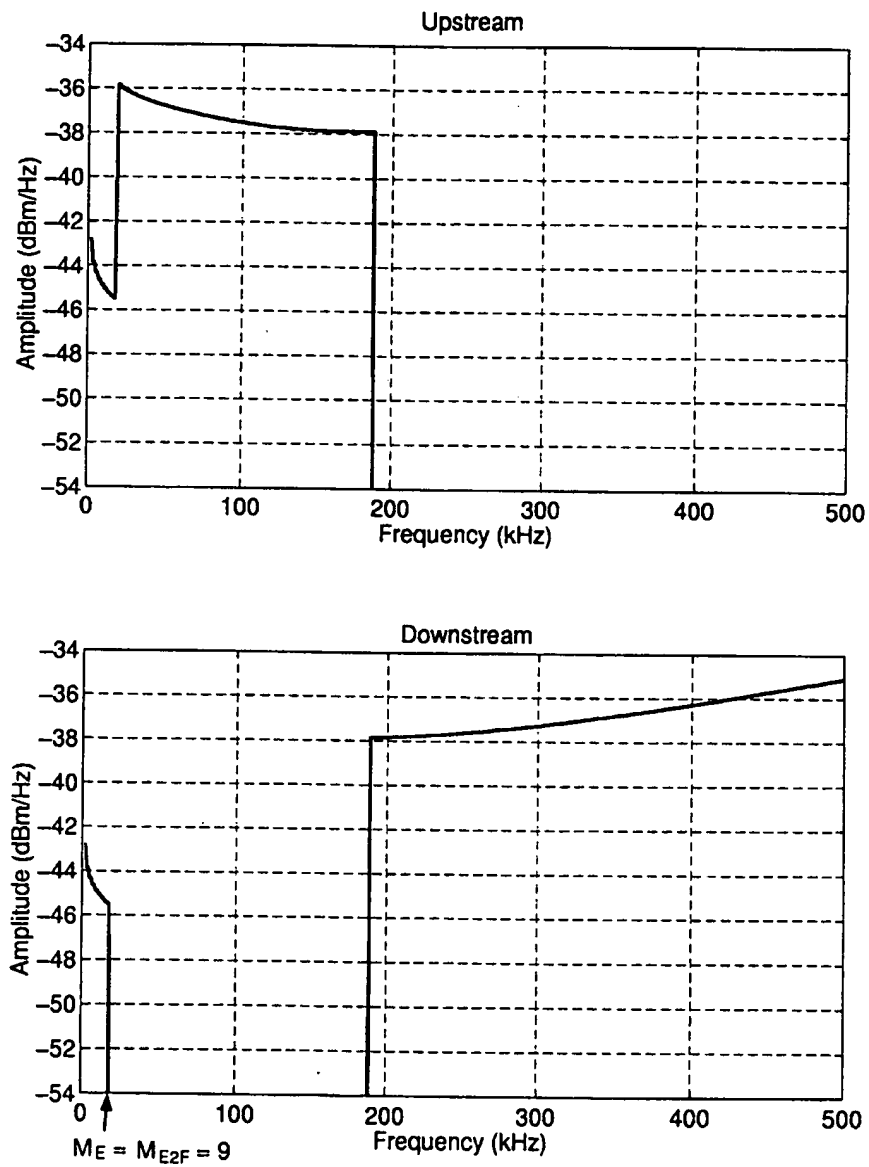 Upstream
Amplitude (dBm/Hz)
–34
–36
–38
–40
–42
–44
–46
–48
–50
–52
–54
0 100 200 300 400 500
Frequency (kHz)
Downstream
Amplitude (dBm/Hz)
–34
–36
–38
–40
–42
–44
–46
–48
–50
–52
–54
0 100 200 300 400 500
Frequency (kHz)
ME = ME2F = 9